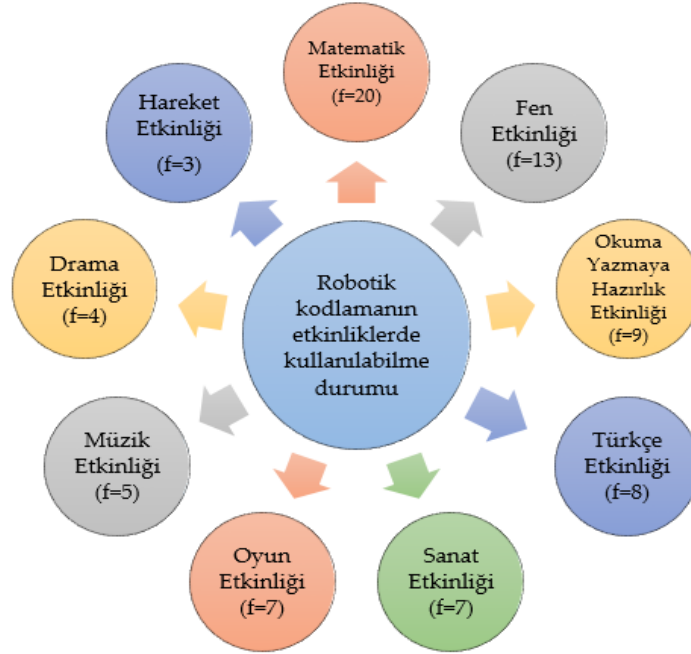 Matematik
Etkinliği
(f=20)
Fen
Etkinliği
(f=13)
Okuma
Yazmaya
Hazırlık
Etkinliği
(f=9)
Türkçe
Etkinliği
(f=8)
Sanat
Etkinliği
(f=7)
Oyun
Etkinliği
(f=7)
Müzik
Etkinliği
(f=5)
Drama
Etkinliği
(f=4)
Hareket
Etkinliği
(f=3)
Robotik
kodlamanın
etkinliklerde
kullanılabilme
durumu